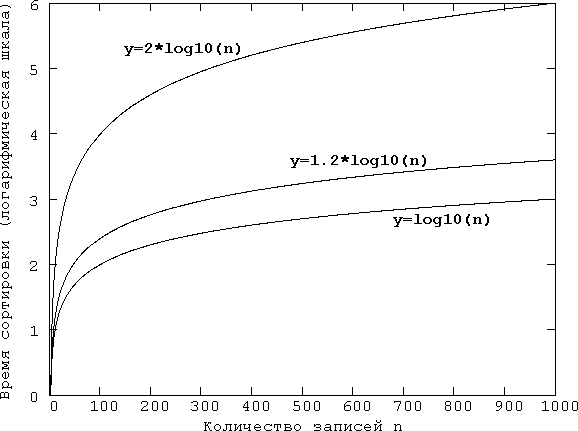 Время сортировки (логарифмическая шкала)
6
5
4
3
2
1
0
y=2*log10(n)
y=1.2*log10(n)
y=log10(n)
0 100 200 300 400 500 600 700 800 900 1000
Количество записей n